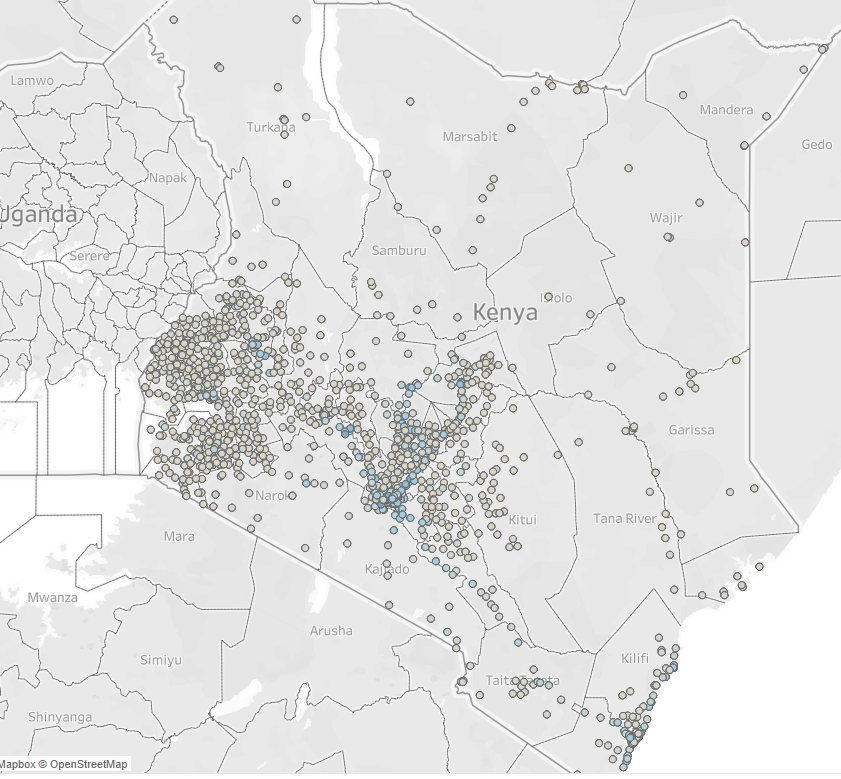 Lamwo
Turkana
Marsabit
Mandera
Gedo
Napak
Uganda
Wajir
Serere
Samburu
Isiolo
Kenya
Garissa
Narok
Kitui
Tana River
Mara
Kajiado
Mwanza
Arusha
Simiyu
Kilifi
Taita Taveta
Shinyanga
Mapbox © OpenStreetMap